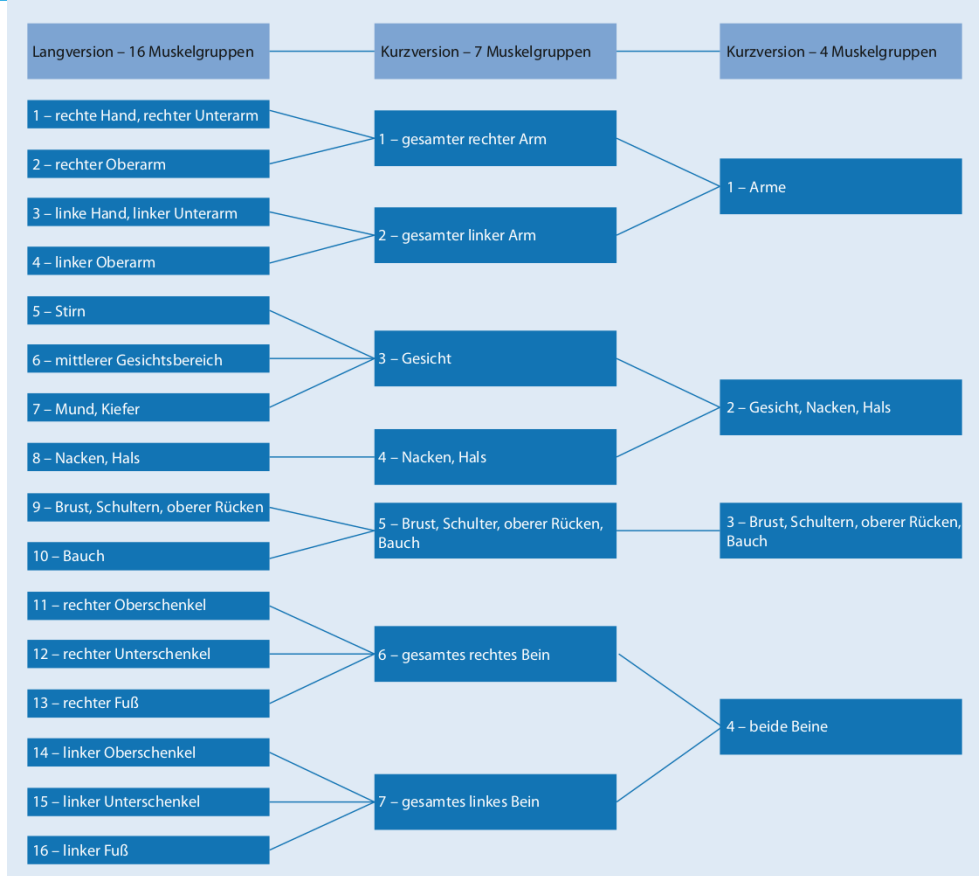 Langversion – 16 Muskelgruppen
Kurzversion – 7 Muskelgruppen
Kurzversion – 4 Muskelgruppen
1 – rechte Hand, rechter Unterarm
2 – rechter Oberarm
3 – linke Hand, linker Unterarm
4 – linker Oberarm
5 – Stirn
6 – mittlerer Gesichtsbereich
7 – Mund, Kiefer
8 – Nacken, Hals
9 – Brust, Schultern, oberer Rücken
10 – Bauch
11 – rechter Oberschenkel
12 – rechter Unterschenkel
13 – rechter Fuß
14 – linker Oberschenkel
15 – linker Unterschenkel
16 – linker Fuß
1 – gesamter rechter Arm
2 – gesamter linker Arm
3 – Gesicht
4 – Nacken, Hals
5 – Brust, Schulter, oberer Rücken,
Bauch
6 – gesamtes rechtes Bein
7 – gesamtes linkes Bein
1 – Arme
2 – Gesicht, Nacken, Hals
3 – Brust, Schultern, oberer Rücken,
Bauch
4 – beide Beine